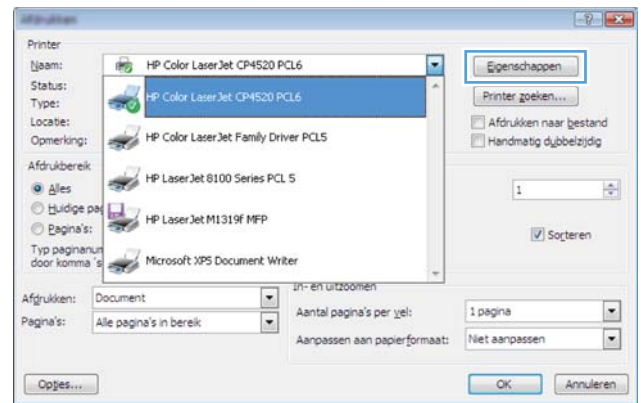 Afdrukken
Printer
Naam: HP Color LaserJet CP4520 PCL6 Eigenschappen
Status: HP Color LaserJet CP4520 PCL6 Printer zoeken...
Type:
Locatie: Afdrukken naar bestand
Opmerking: HP Color LaserJet Family Driver PCL5 Handmatig dubbelzijdig
Afdrukbereik
HP LaserJet 8100 Series PCL 5
Alles 1
Huidige pag
HP LaserJet M1319f MFP
Pagina's: Sorteren
Typ paginanum
door komma 's Microsoft XPS Document Writer
In- en uitzoomen
Afdrukken: Document Aantal pagina's per vel: 1 pagina
Pagina's: Alle pagina's in bereik Aanpassen aan papierformaat: Niet aanpassen
Opties... OK Annuleren